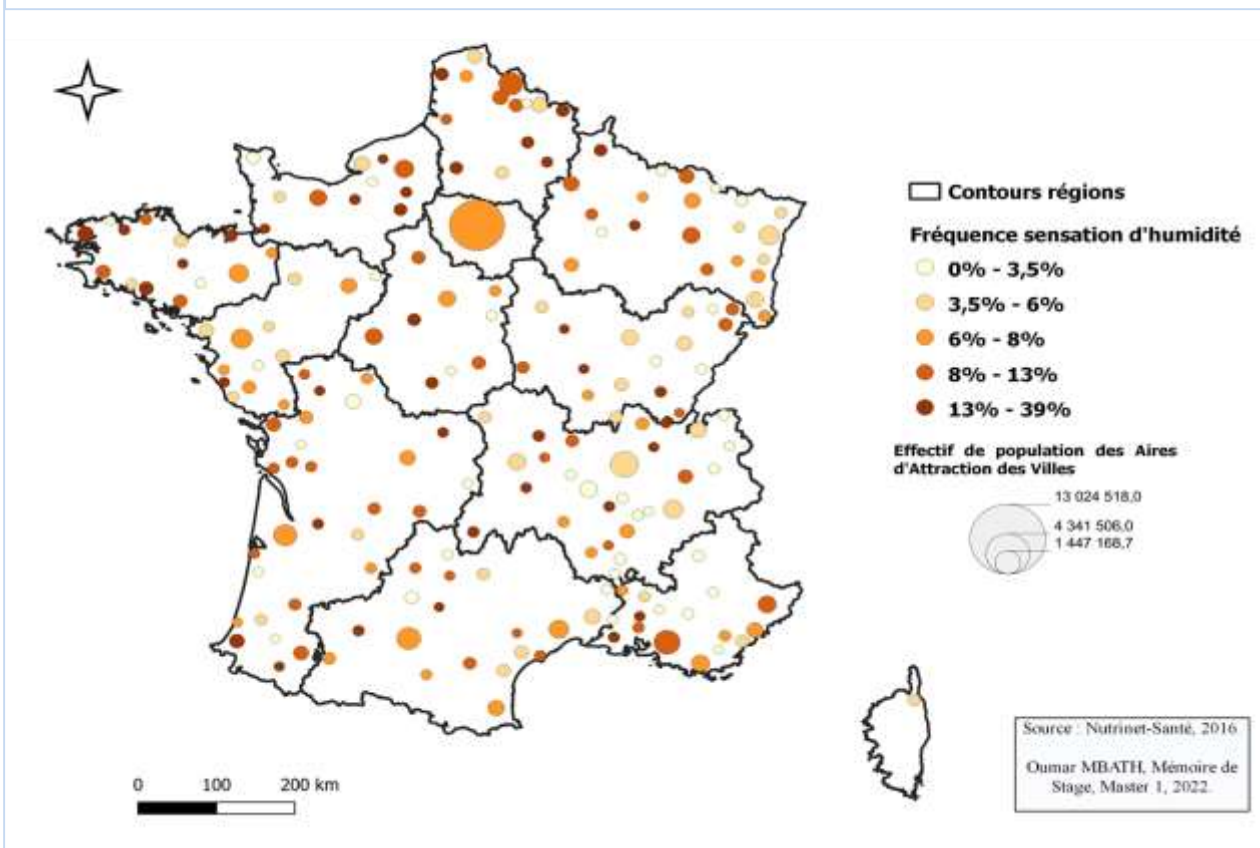 Contours régions
Fréquence sensation d'humidité
0% - 3,5%
3,5% - 6%
6% - 8%
8% - 13%
13% - 39%
Effectif de population des Aires
d'Attraction des Villes
13 024 518,0
4 341 506,0
1 447 168,7
0 100 200 km
Source : Nutrinet-Santé, 2016
Oumar MBATH, Mémoire de
Stage, Master 1, 2022.